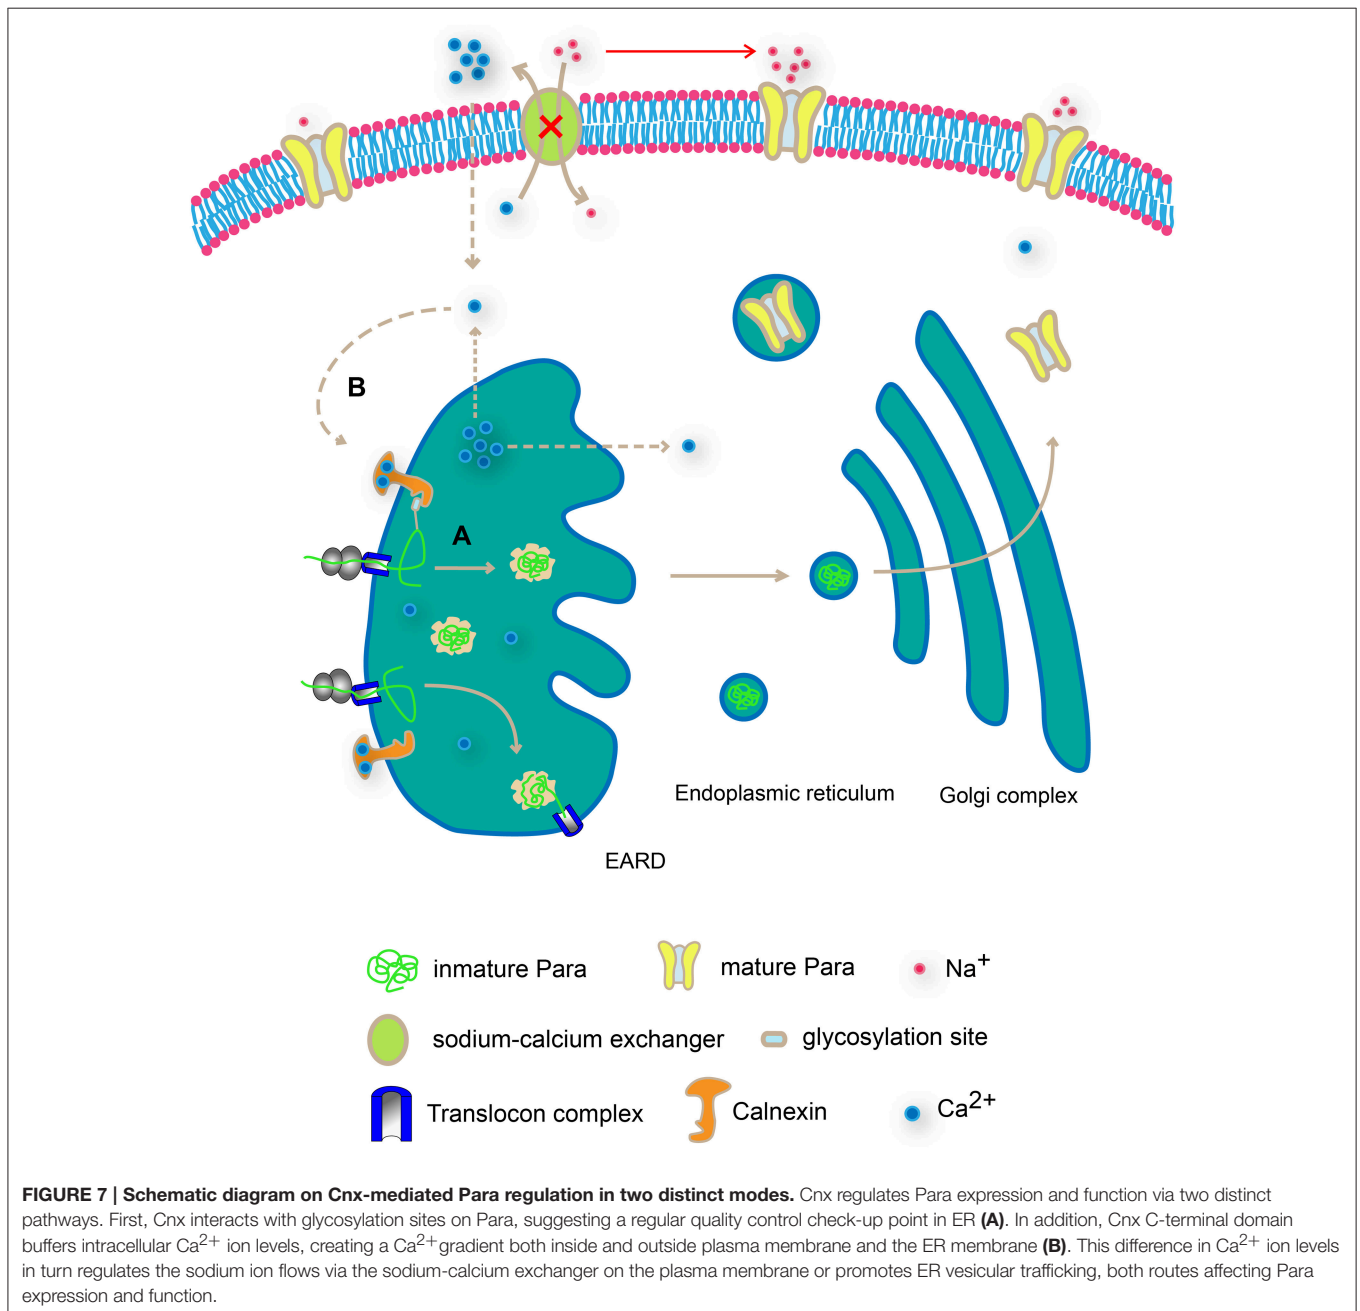 B
A
Endoplasmic reticulum
Golgi complex
EARD
inmature Para
mature Para
Na+
sodium-calcium exchanger
glycosylation site
Translocon complex
Calnexin
Ca2+
FIGURE 7 | Schematic diagram on Cnx-mediated Para regulation in two distinct modes. Cnx regulates Para expression and function via two distinct
pathways. First, Cnx interacts with glycosylation sites on Para, suggesting a regular quality control check-up point in ER (A). In addition, Cnx C-terminal domain
buffers intracellular Ca2+ ion levels, creating a Ca2+gradient both inside and outside plasma membrane and the ER membrane (B). This difference in Ca2+ ion levels
in turn regulates the sodium ion flows via the sodium-calcium exchanger on the plasma membrane or promotes ER vesicular trafficking, both routes affecting Para
expression and function.